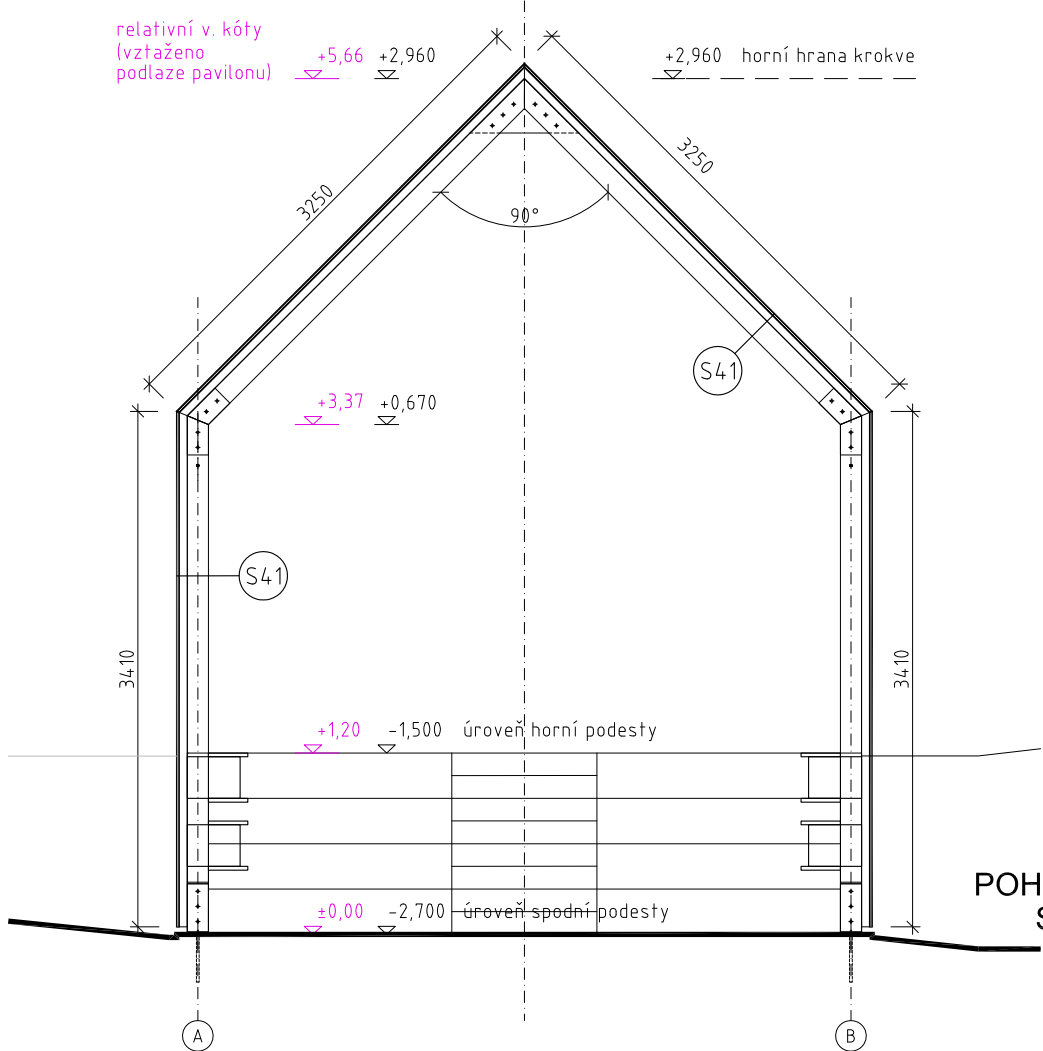 relativní v. kóty
(vztaženo
podlaze pavilonu)
+5,66 +2,960
+2,960 horní hrana krokve
3250
3250
90°
S41
+3,37 +0,670
S41
3410
3410
+1,20 -1,500 úroveň horní podesty
POH
S
±0,00 -2,700 úroveň spodní podesty
A
B